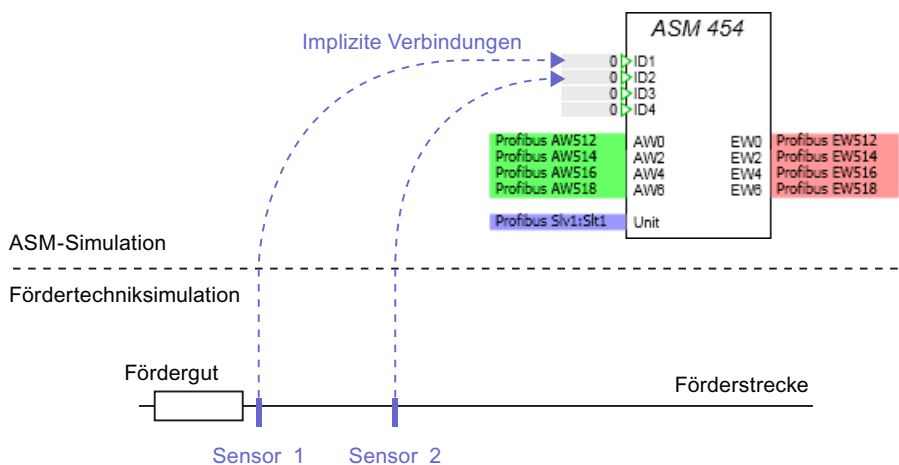 ASM 454
Implizite Verbindungen
0 ID1
0 ID2
0 ID3
0 ID4
Profibus AW512 AW0 EW0 Profibus EW512
Profibus AW514 AW2 EW2 Profibus EW514
Profibus AW516 AW4 EW4 Profibus EW516
Profibus AW518 AW6 EW6 Profibus EW518
Profibus Slv1:Slt1 Unit
ASM-Simulation
Fördertechniksimulation
Fördergut
Förderstrecke
Sensor 1 Sensor 2